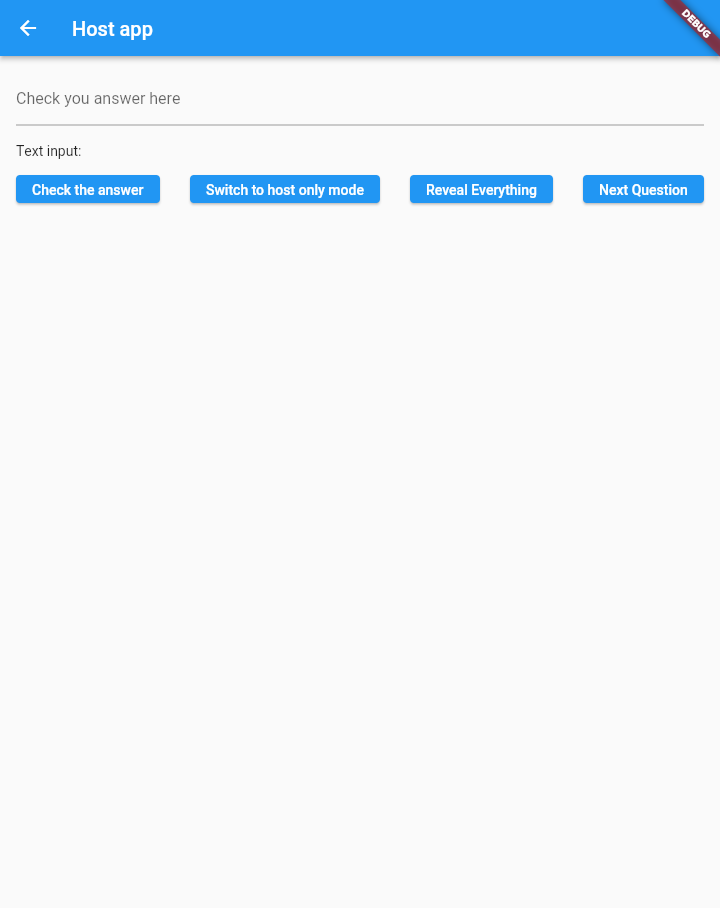 Host app
DEBUG
Check you answer here
Text input:
Check the answer
Switch to host only mode
Reveal Everything
Next Question